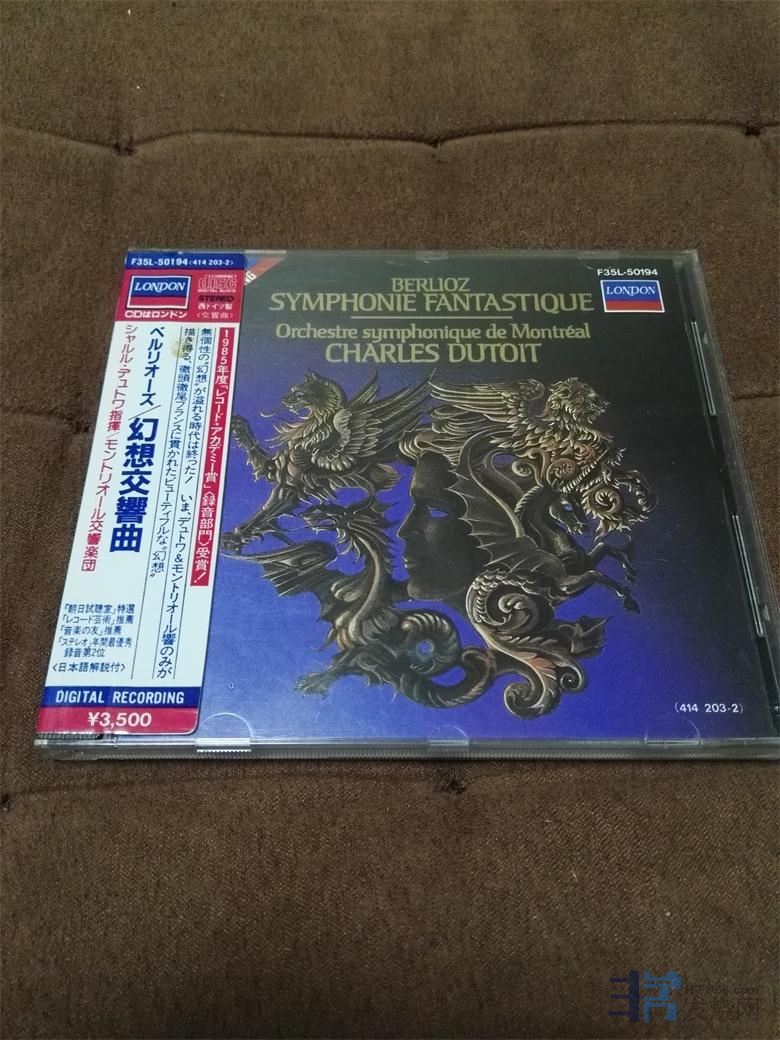 F35L-50194〈414 203-2〉
LONDON
COMPACT
disc
DIGITAL AUDIO
STEREO
西ドイツ製
〈交響曲〉
CDはロンドン
1985年度「レコード・アカデミー賞」〈録音部門〉受賞!
無個性の"幻想"が溢れる時代は終った! いま、デュトワ&モントリオール響のみが
描き得る、徹頭徹尾フランスに貫かれたビューティフルな"幻想"
ベルリオーズ/幻想交響曲
シャルル・デュトワ指揮/モントリオール交響楽団
「朝日試聴室」特選
「レコード芸術」推薦
「音楽の友」推薦
「ステレオ」年間最優秀
録音第2位
〈日本語解説付〉
DIGITAL RECORDING
¥3,500
NG
F35L-50194
LONDON
BERLIOZ
SYMPHONIE FANTASTIQUE
Orchestre symphonique de Montréal
CHARLES DUTOIT
(414 203-2)
发烧网